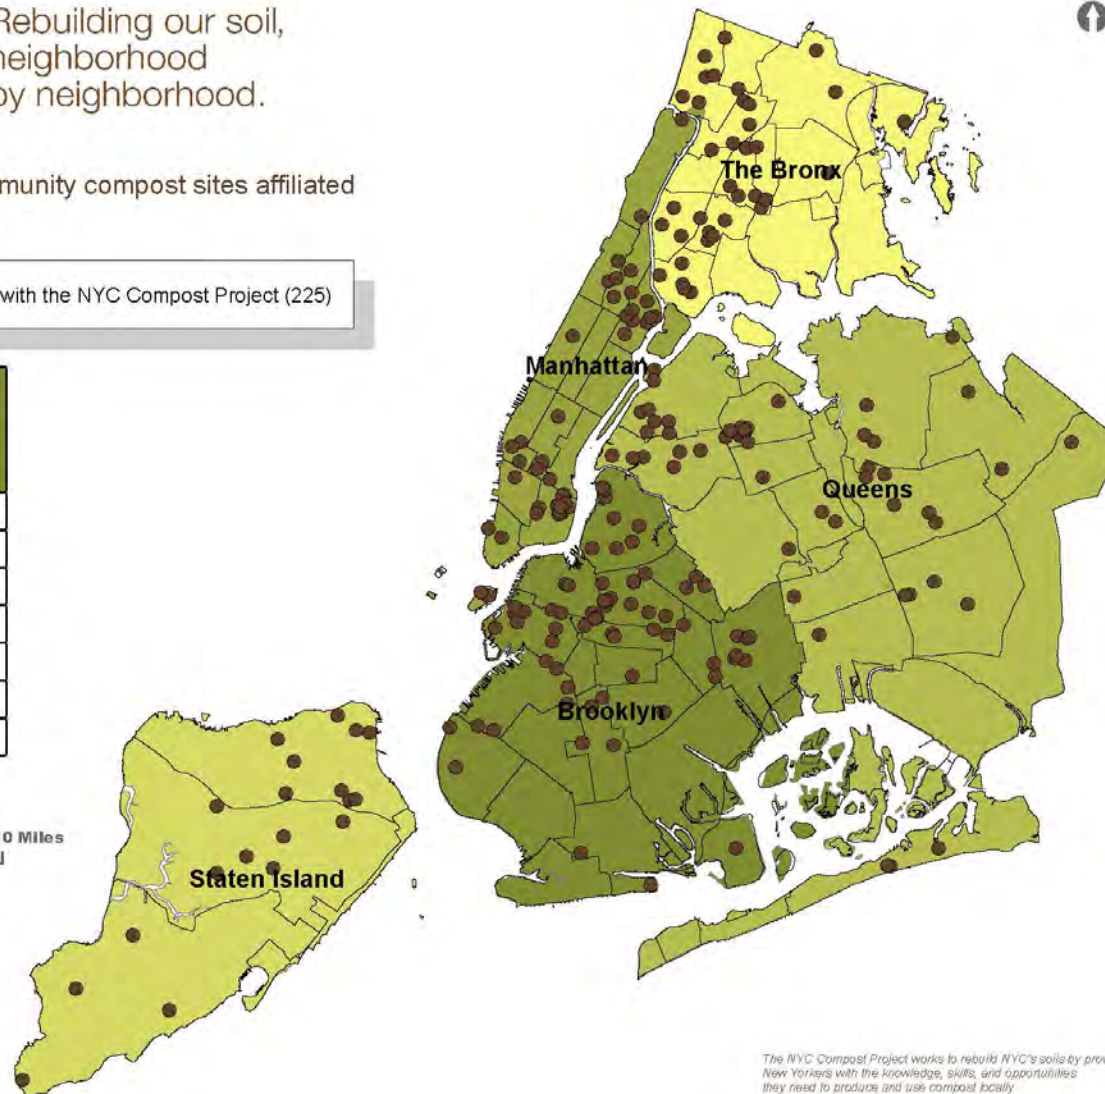 Rebuilding our soil,
neighborhood
by neighborhood.
munity compost sites affiliated
with the NYC Compost Project (225)
The Bronx
Manhattan
Queens
Brooklyn
0 Miles
Staten Island
The NYC Compost Project works to rebuild NYC's soils by prov
New Yorkers with the knowledge, skills, and opportunities
they need to produce and use compost locally